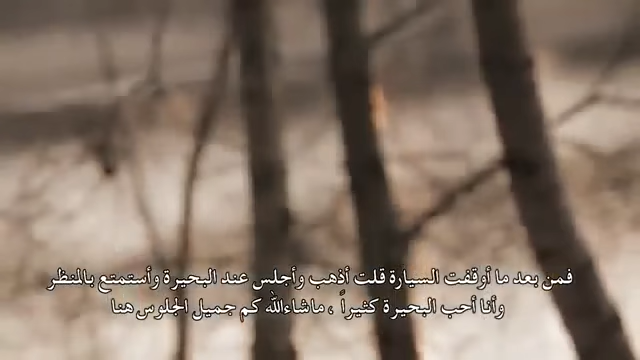 فمن بعد ما أوقفت السيارة قلت أذهب وأجلس عند البحيرة وأستمتع بالمنظر
وأنا أحب البحيرة كثيراً ، ماشاءالله كم جميل الجلوس هنا